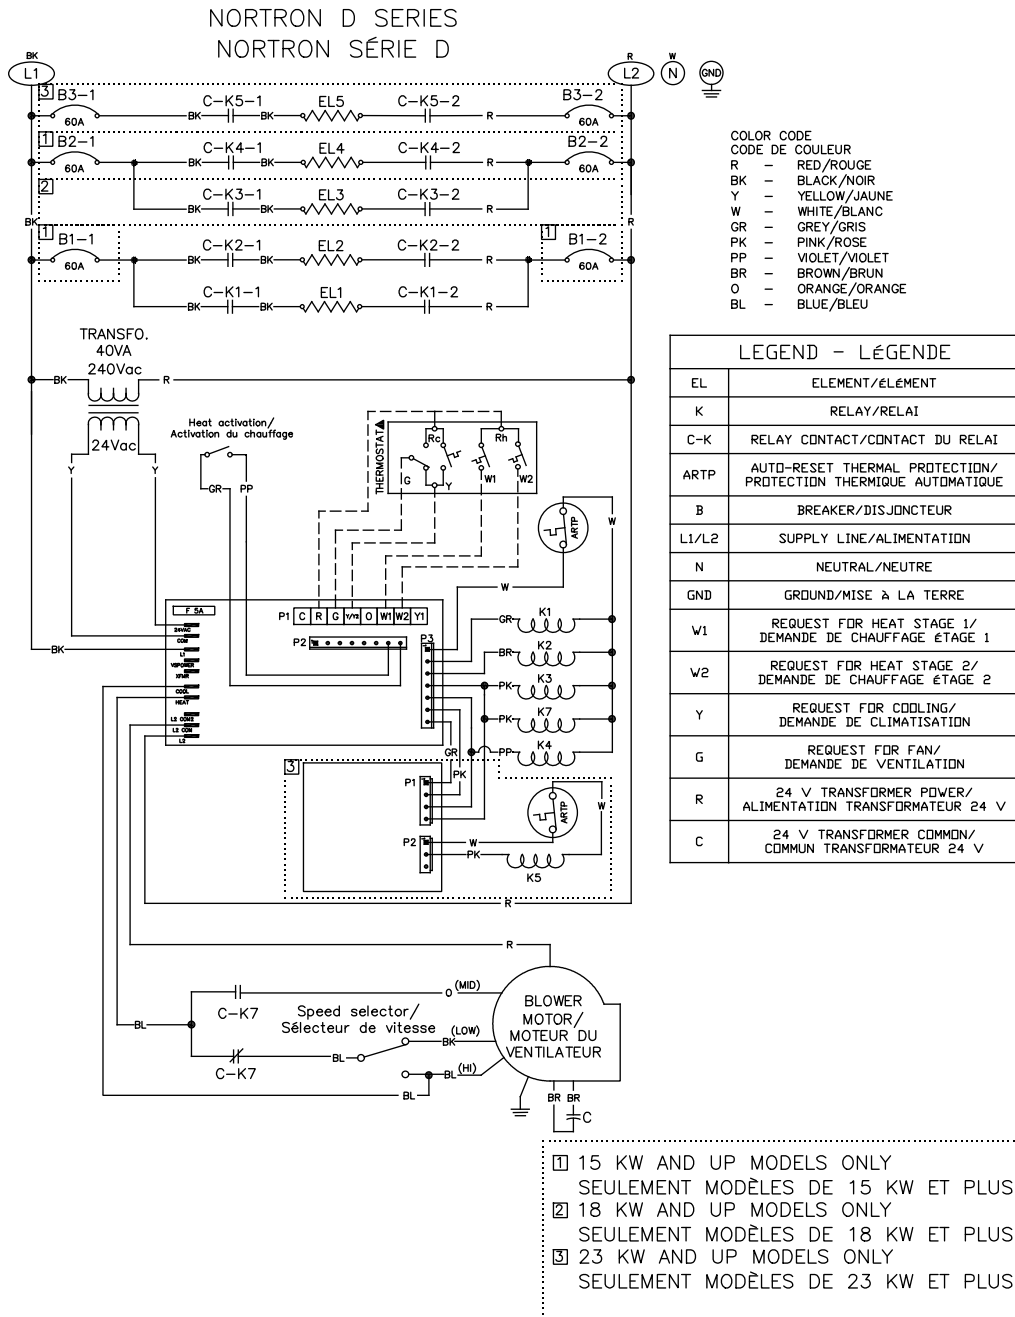 NORTRON D SERIES
NORTRON SÉRIE D
BK
L1
R
L2
W
N
GND
3
B3-1
60A
C-K5-1
EL5
C-K5-2
B3-2
60A
BK
BK
R
1
B2-1
60A
C-K4-1
EL4
C-K4-2
B2-2
60A
BK
BK
R
2
C-K3-1
EL3
C-K3-2
BK
BK
R
BK
R
1
B1-1
60A
C-K2-1
EL2
C-K2-2
1
B1-2
60A
BK
BK
R
C-K1-1
EL1
C-K1-2
BK
BK
R
COLOR CODE
CODE DE COULEUR
R - RED/ROUGE
BK - BLACK/NOIR
Y - YELLOW/JAUNE
W - WHITE/BLANC
GR - GREY/GRIS
PK - PINK/ROSE
PP - VIOLET/VIOLET
BR - BROWN/BRUN
O - ORANGE/ORANGE
BL - BLUE/BLEU
TRANSFO.
40VA
240Vac
BK
R
24Vac
Y
Y
Heat activation/
Activation du chauffage
GR
PP
THERMOSTAT
Rc
Rh
G
Y
W1
W2
ARTP
W
W
LEGEND - LÉGENDE
EL ELEMENT/ÉLÉMENT
K RELAY/RELAI
C-K RELAY CONTACT/CONTACT DU RELAI
ARTP AUTO-RESET THERMAL PROTECTION/
PROTECTION THERMIQUE AUTOMATIQUE
B BREAKER/DISJONCTEUR
L1/L2 SUPPLY LINE/ALIMENTATION
N NEUTRAL/NEUTRE
GND GROUND/MISE À LA TERRE
W1 REQUEST FOR HEAT STAGE 1/
DEMANDE DE CHAUFFAGE ÉTAGE 1
W2 REQUEST FOR HEAT STAGE 2/
DEMANDE DE CHAUFFAGE ÉTAGE 2
Y REQUEST FOR COOLING/
DEMANDE DE CLIMATISATION
G REQUEST FOR FAN/
DEMANDE DE VENTILATION
R 24 V TRANSFORMER POWER/
ALIMENTATION TRANSFORMATEUR 24 V
C 24 V TRANSFORMER COMMON/
COMMUN TRANSFORMATEUR 24 V
F 5A
P1 C R G Y/Y2 O W1 W2 Y1
P2
P3
24VAC
COM
BK
L1
VSPOWER
XFMR
COOL
HEAT
L2 COM2
L2 COM
L2
GR
K1
BR
K2
PK
K3
PK
K7
PP
K4
GR
PK
3
P1
ARTP
W
P2
W
PK
K5
R
R
C-K7
O (MID)
Speed selector/
Sélecteur de vitesse
BL
BK (LOW)
C-K7
BL
BL (HI)
BL
BLOWER
MOTOR/
MOTEUR DU
VENTILATEUR
BR BR
C
1 15 KW AND UP MODELS ONLY
SEULEMENT MODÈLES DE 15 KW ET PLUS
2 18 KW AND UP MODELS ONLY
SEULEMENT MODÈLES DE 18 KW ET PLUS
3 23 KW AND UP MODELS ONLY
SEULEMENT MODÈLES DE 23 KW ET PLUS